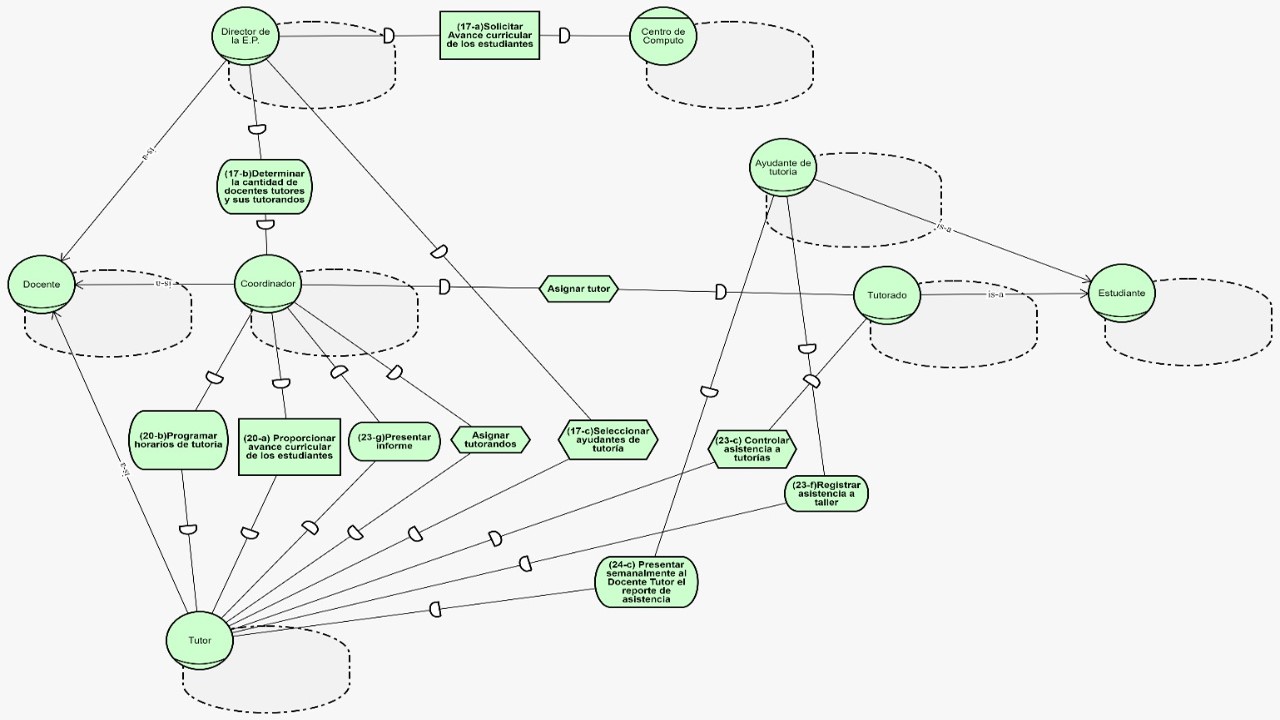 Director de
la E.P.
(17-a)Solicitar
Avance curricular
de los estudiantes
Centro de
Computo
is-a
(17-b)Determinar
la cantidad de
docentes tutores
y sus tutorandos
Ayudante de
tutoria
is-a
Docente
is-a
Coordinador
Asignar tutor
Tutorado
is-a
Estudiante
(20-b)Programar
horarios de tutoria
(20-a) Proporcionar
avance curricular
de los estudiantes
(23-g)Presentar
informe
Asignar
tutorandos
(17-c)Seleccionar
ayudantes de
tutoría
(23-c) Controlar
asistencia a
tutorías
is-a
(23-f)Registrar
asistencia a
taller
(24-c) Presentar
semanalmente al
Docente Tutor el
reporte de
asistencia
Tutor